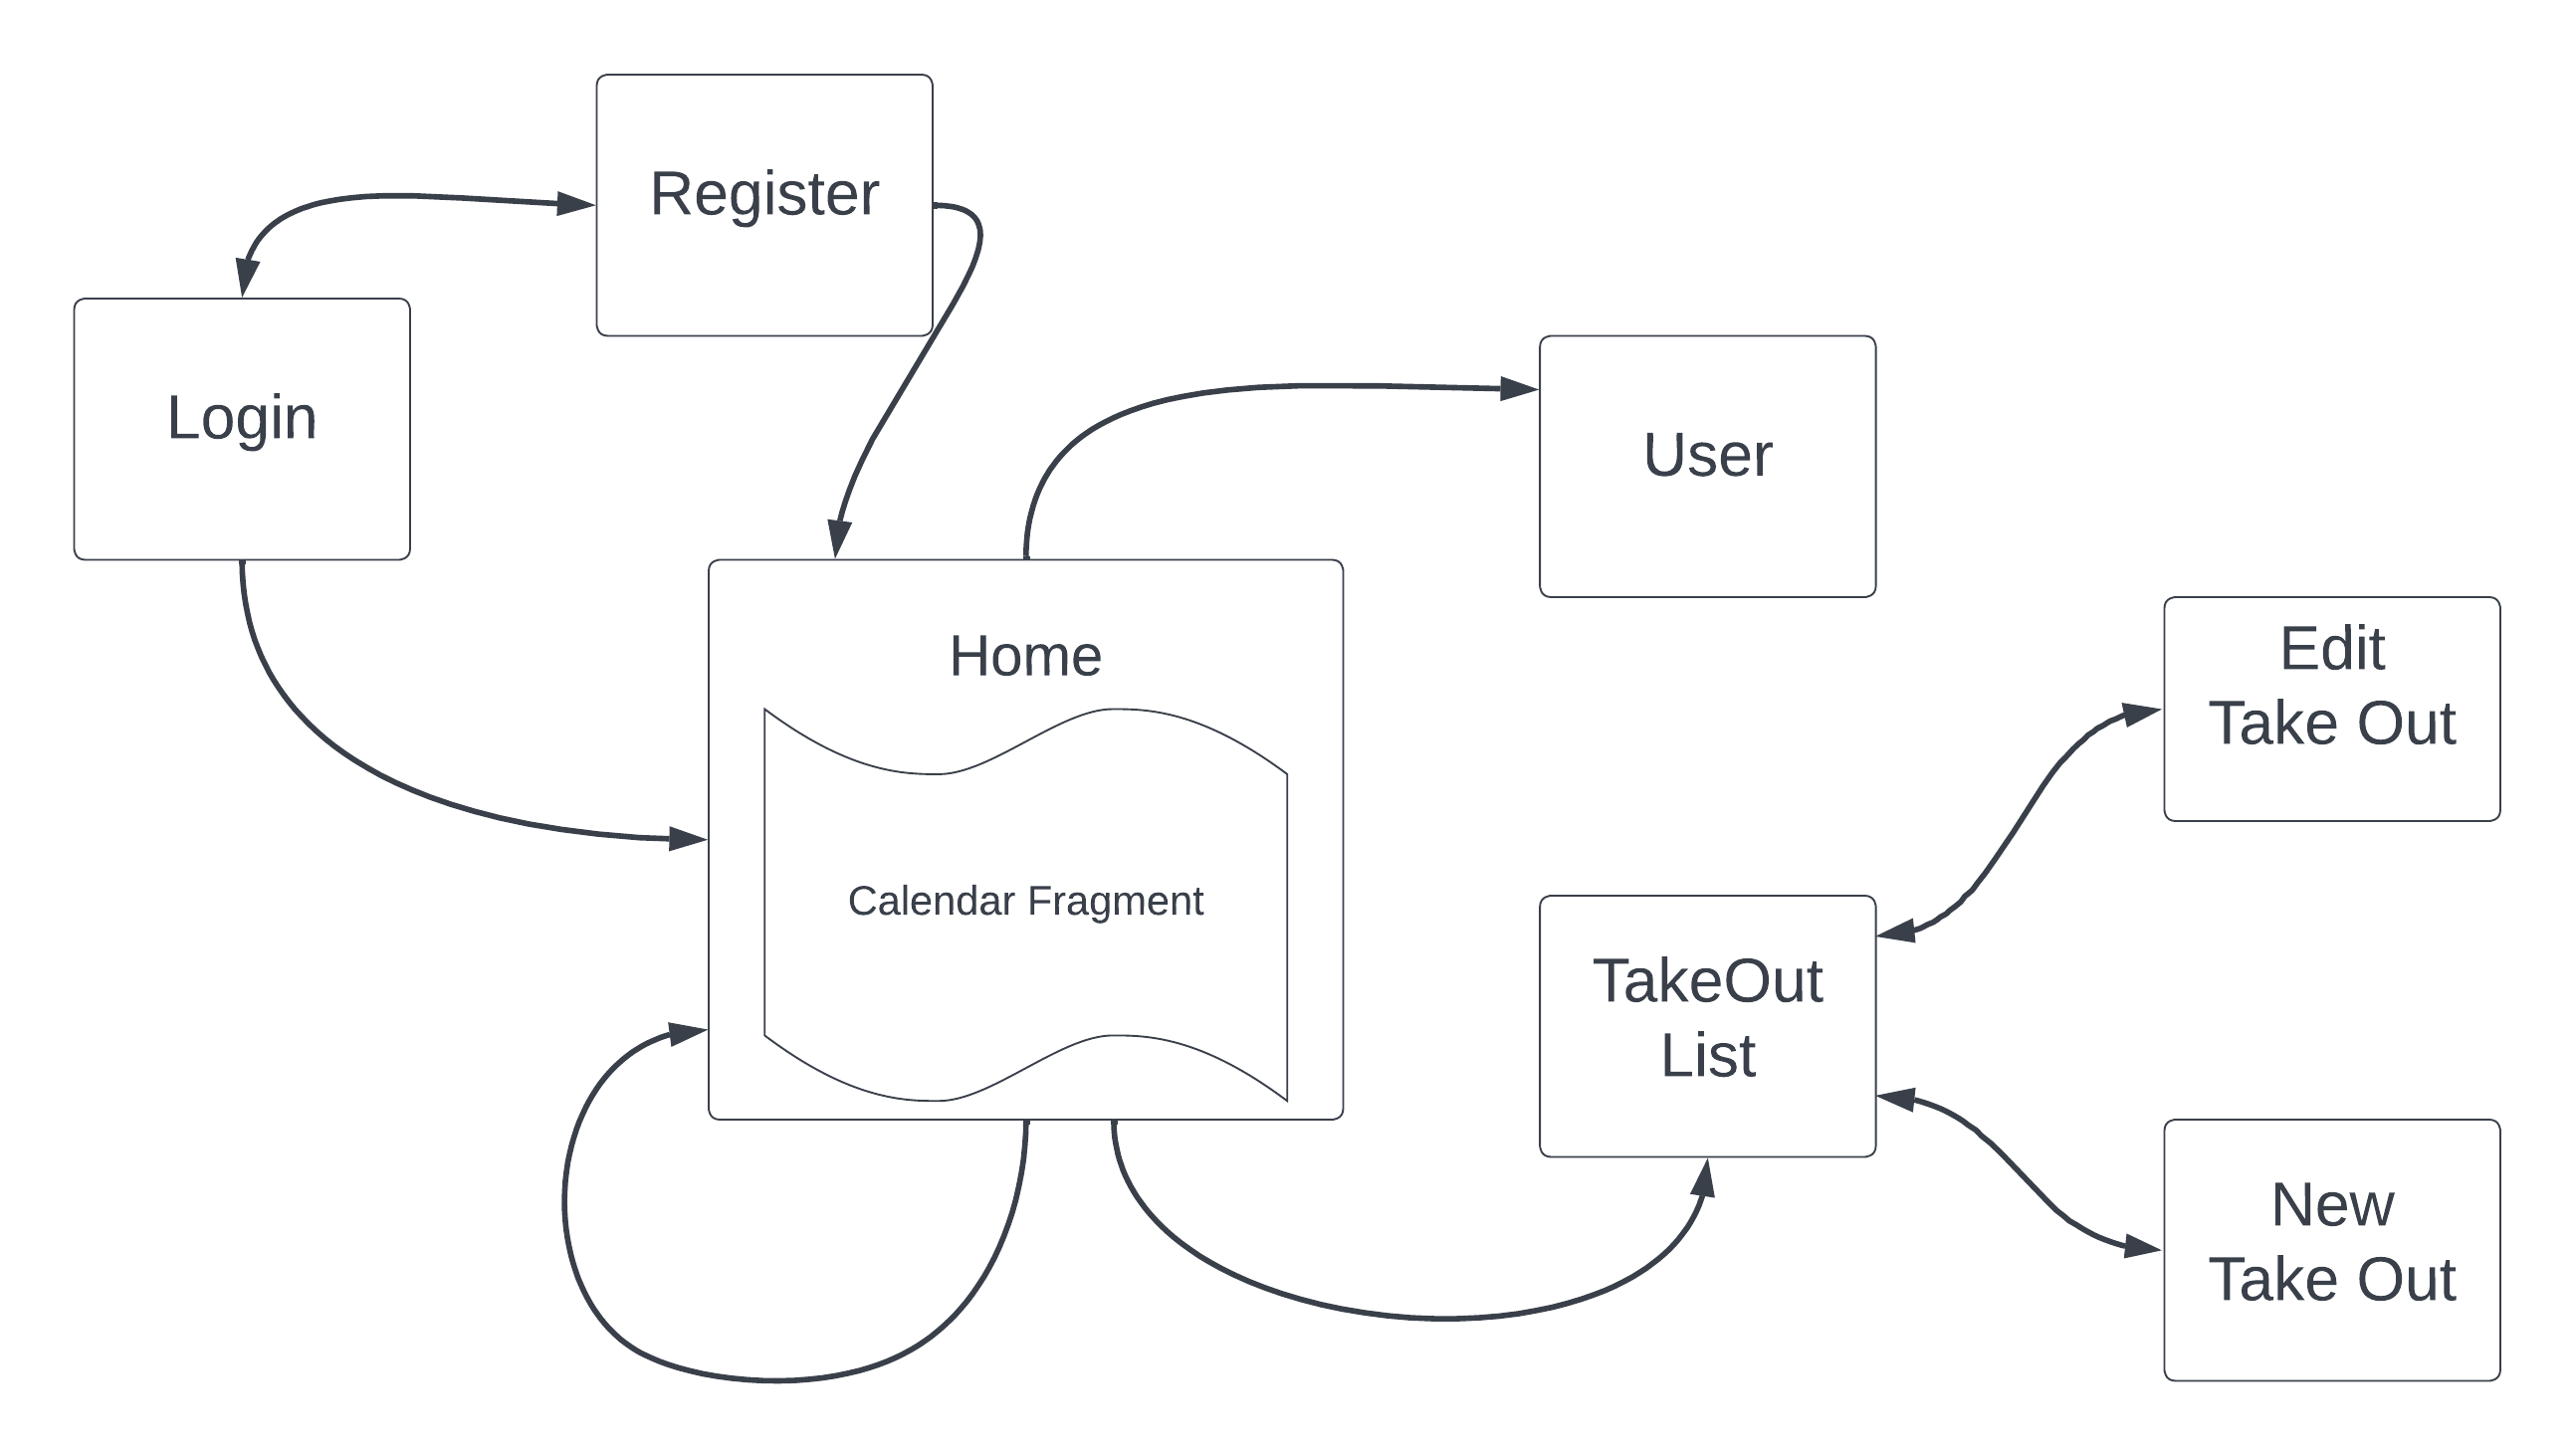 Register
Login
User
Home
Calendar Fragment
Edit
Take Out
TakeOut
List
New
Take Out